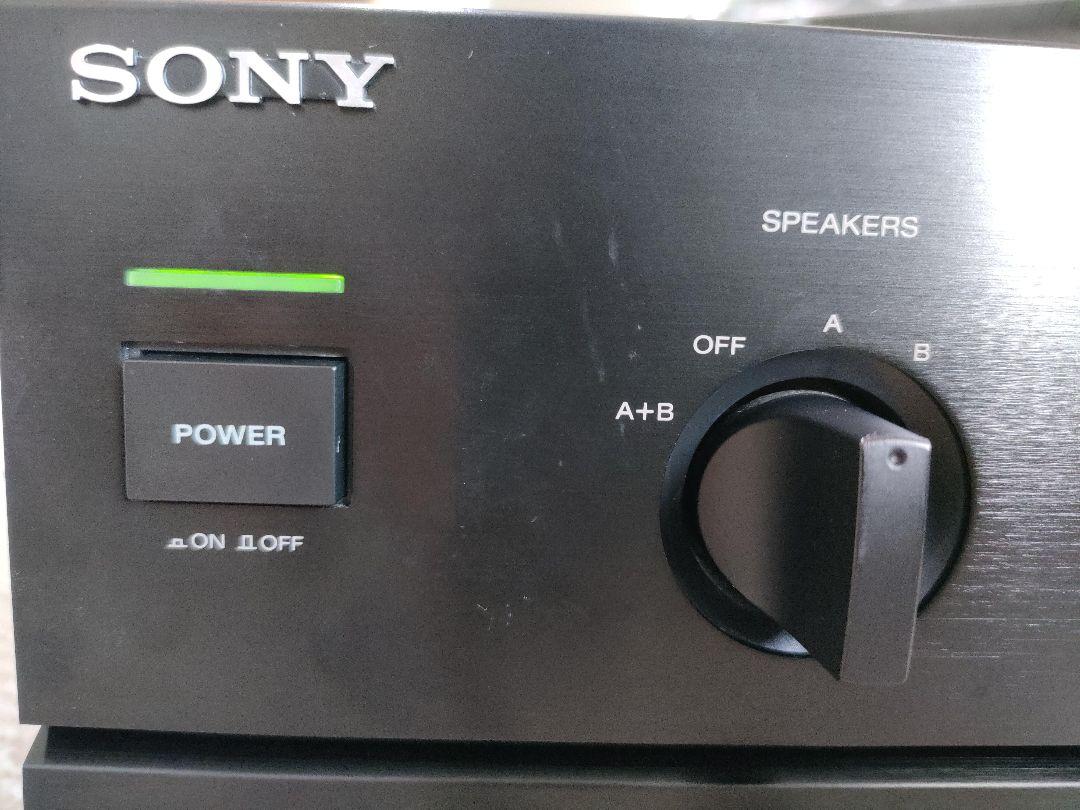 SONY
SPEAKERS
A
OFF
B
A+B
POWER
ON OFF